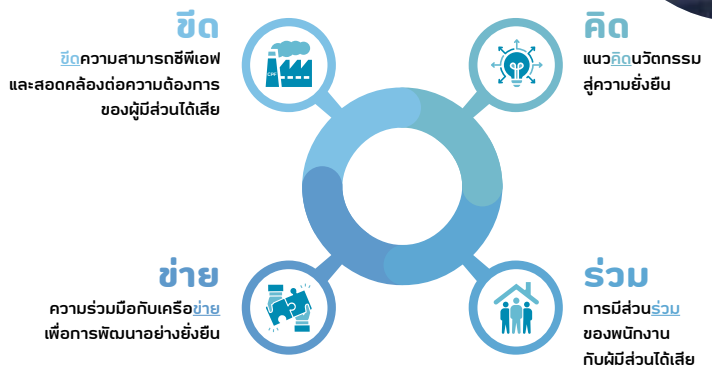 ขีด
ขีดความสามารถซีพีเอฟ
และสอดคล้องต่อความต้องการ
ของผู้มีส่วนได้เสีย
CPF
คิด
แนวคิดนวัตกรรม
สู่ความยั่งยืน
ข่าย
ความร่วมมือกับเครือข่าย
เพื่อการพัฒนาอย่างยั่งยืน
ร่วม
การมีส่วนร่วม
ของพนักงาน
กับผู้มีส่วนได้เสีย